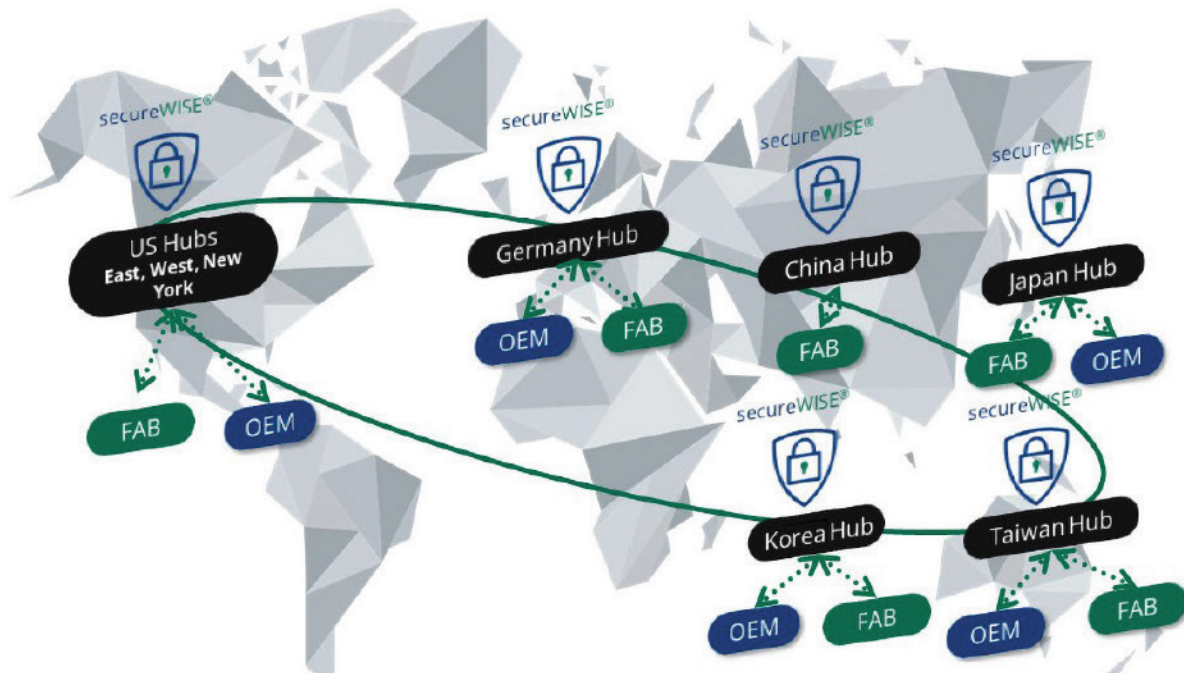 secureWISE®
US Hubs
East, West, New
York
FAB
OEM
secureWISE®
Germany Hub
OEM
FAB
secureWISE®
China Hub
FAB
secureWISE®
Japan Hub
FAB
OEM
secureWISE®
Korea Hub
OEM
FAB
secureWISE®
Taiwan Hub
OEM
FAB